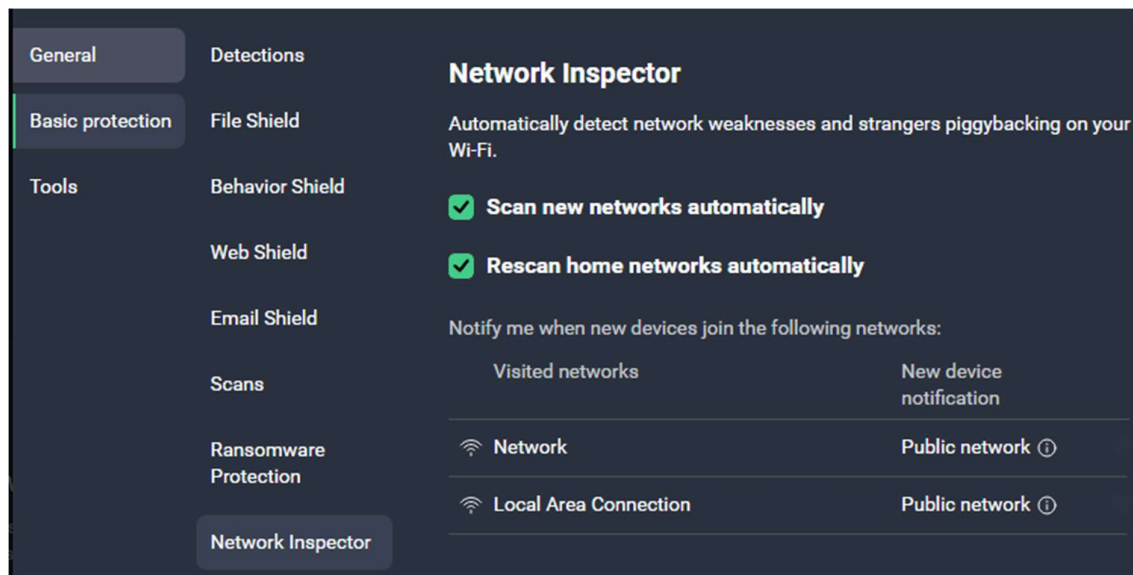 General
Basic protection
Tools
Detections
File Shield
Behavior Shield
Web Shield
Email Shield
Scans
Ransomware
Protection
Network Inspector
Network Inspector
Automatically detect network weaknesses and strangers piggybacking on your
Wi-Fi.
Scan new networks automatically
Rescan home networks automatically
Notify me when new devices join the following networks:
Visited networks
New device
notification
Network
Public network
Local Area Connection
Public network